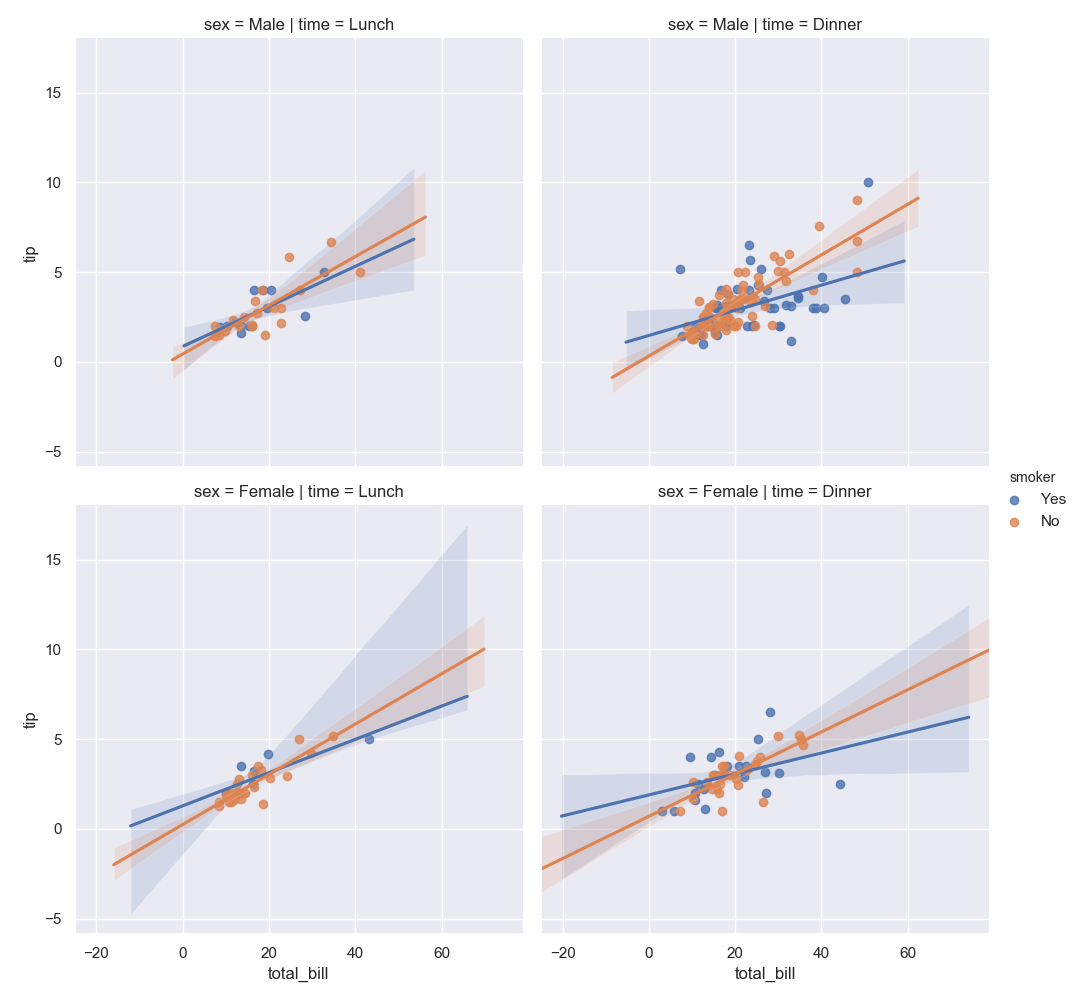 sex = Male | time = Lunch
sex = Male | time = Dinner
15
10
5
0
−5
tip
sex = Female | time = Lunch
sex = Female | time = Dinner
15
10
5
0
−5
tip
−20 0 20 40 60
−20 0 20 40 60
total_bill
total_bill
smoker
Yes
No